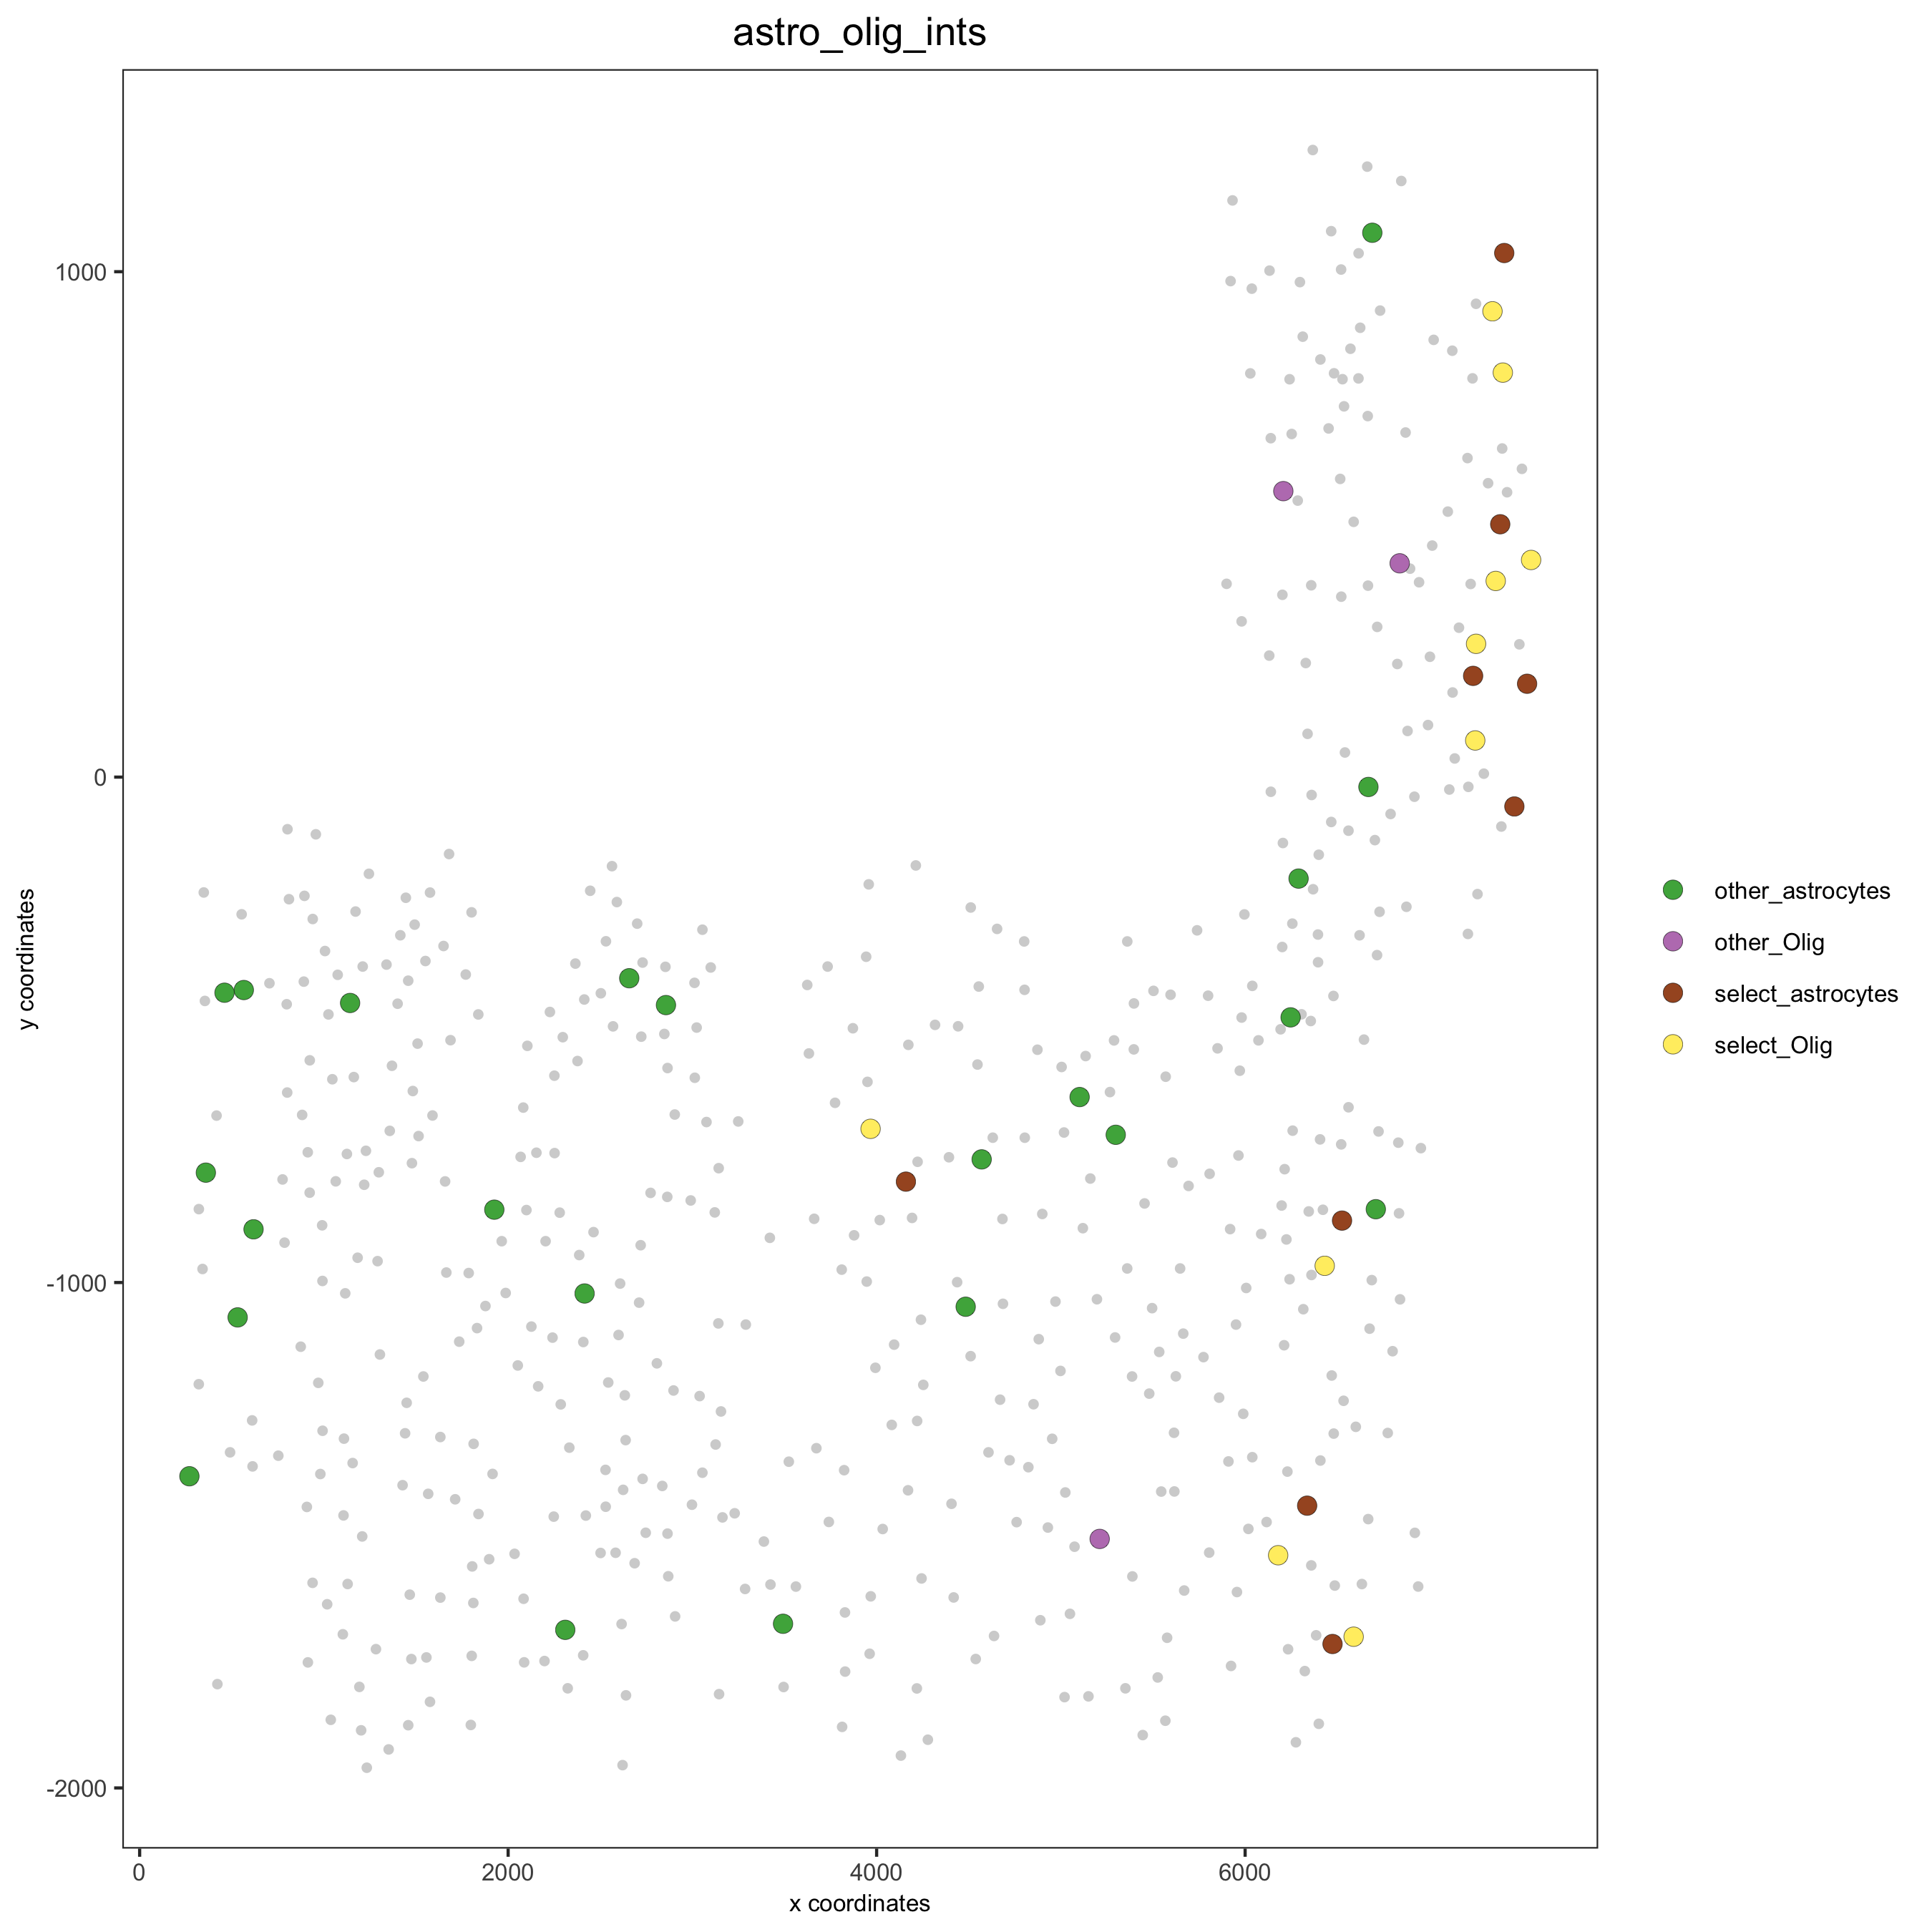 astro_olig_ints
1000
0
-1000
-2000
y coordinates
0 2000 4000 6000
x coordinates
other_astrocytes
other_Olig
select_astrocytes
select_Olig